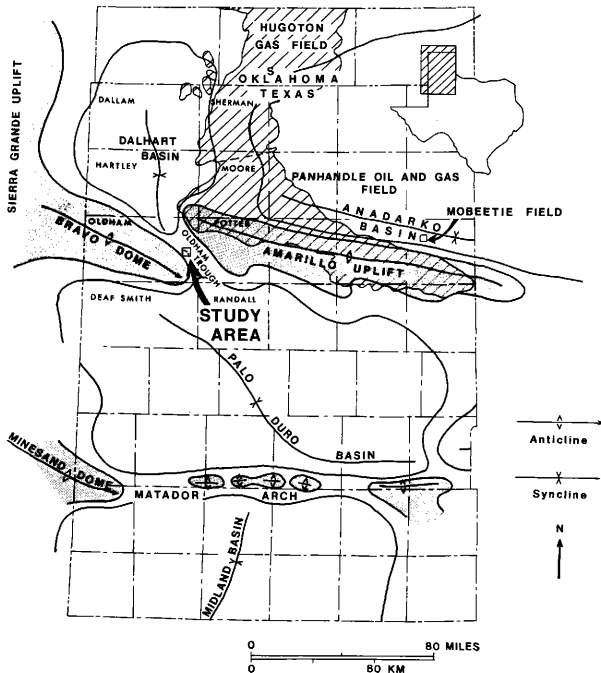 HUGOTON
GAS FIELD
S
OKLAHOMA
TEXAS
DALLAM
SHERMAN
DALHART
BASIN
HARTLEY
MOORE
SIERRA GRANDE UPLIFT
PANHANDLE OIL AND GAS
FIELD
ANADARKO
BASIN
MOBEETIE FIELD
OLDHAM
POTTER
BRAVO DOME
OLDHAM
TROUGH
AMARILLO UPLIFT
DEAF SMITH
RANDALL
STUDY
AREA
PALO
DURO
BASIN
Anticline
MINESAND DOME
MATADOR ARCH
Syncline
MIDLAND BASIN
N
0 80 MILES
0 80 KM